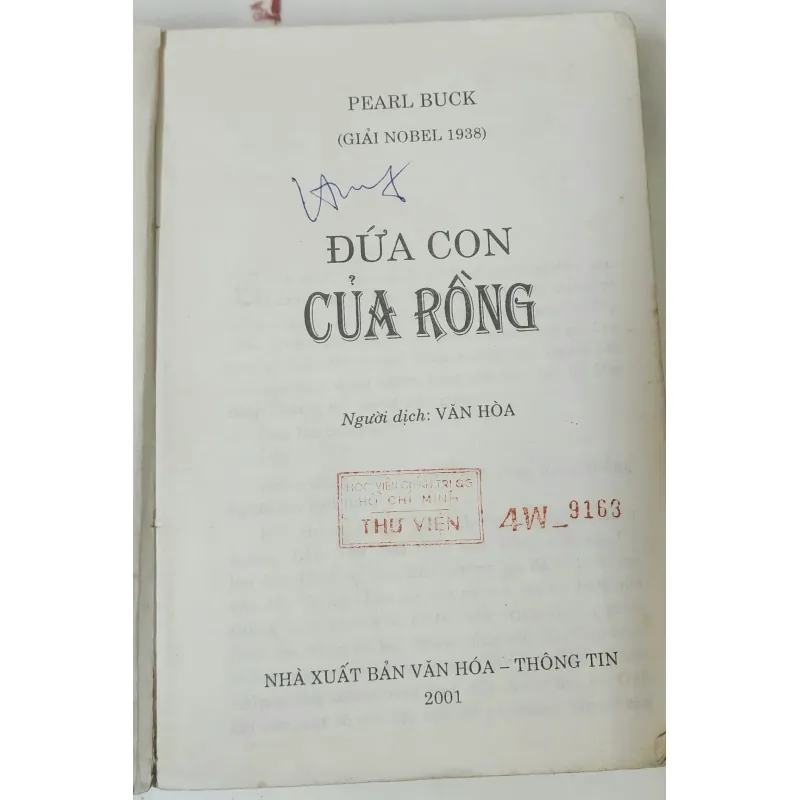 PEARL BUCK
(GIẢI NOBEL 1938)
ĐỨA CON
CỦA RỒNG
Người dịch: VĂN HÒA
HỌC VIỆN CHÍNH TRỊ QG
HỒ CHÍ MINH
THƯ VIỆN
4W_9163
NHÀ XUẤT BẢN VĂN HÓA – THÔNG TIN
2001